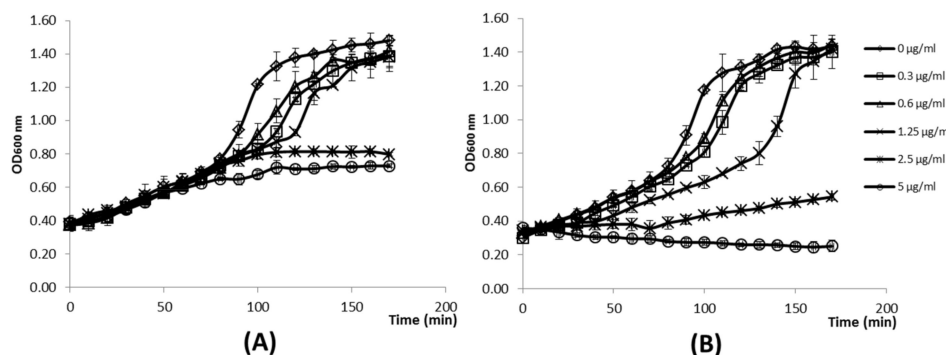 1.60
1.40
1.20
1.00
0.80
0.60
0.40
0.20
0.00
OD600 nm
0 50 100 150 200
Time (min)
(A)
1.60
1.40
1.20
1.00
0.80
0.60
0.40
0.20
0.00
OD600 nm
0 50 100 150 200
Time (min)
(B)
0 µg/ml
0.3 µg/ml
0.6 µg/ml
1.25 µg/m
2.5 µg/ml
5 µg/ml